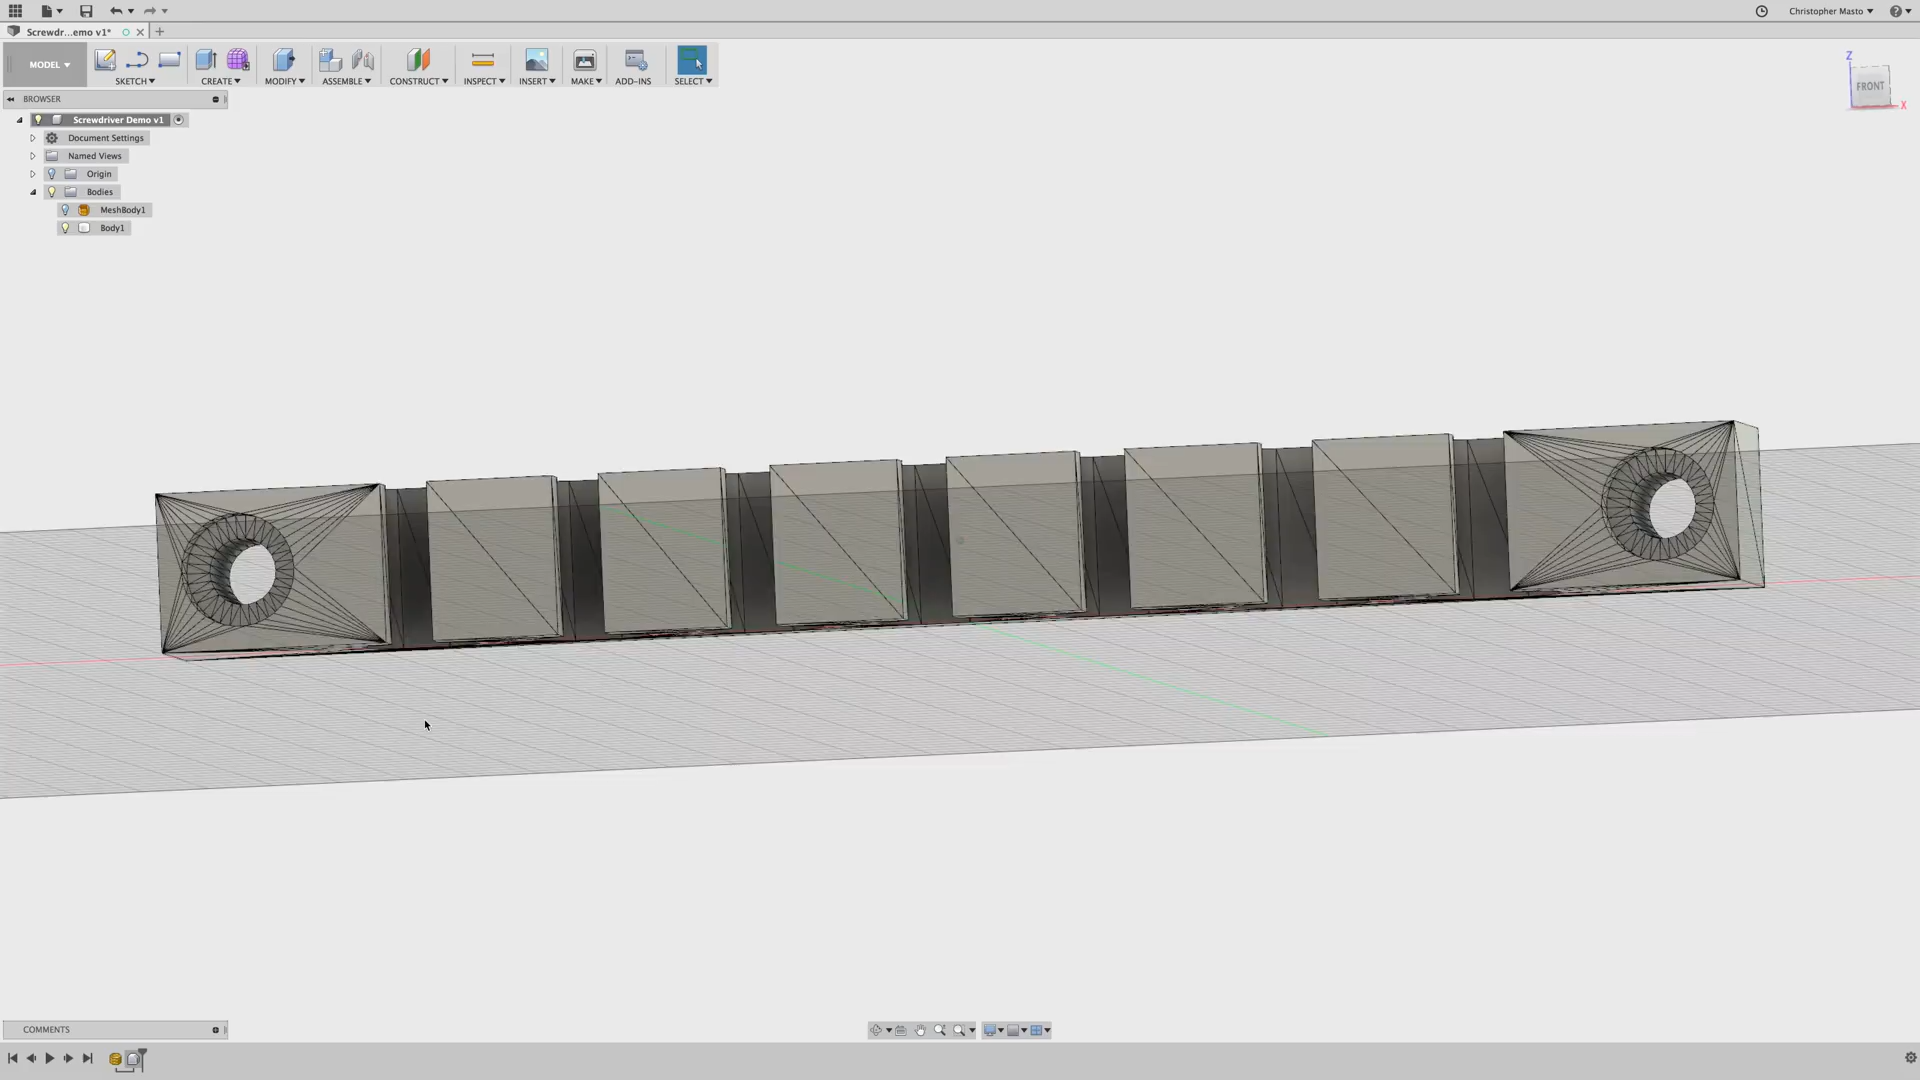 Christopher Masto
Screwdr...emo v1*
MODEL
SKETCH
CREATE
MODIFY
ASSEMBLE
CONSTRUCT
INSPECT
INSERT
MAKE
ADD-INS
SELECT
Z
FRONT
X
BROWSER
Screwdriver Demo v1
Document Settings
Named Views
Origin
Bodies
MeshBody1
Body1
COMMENTS